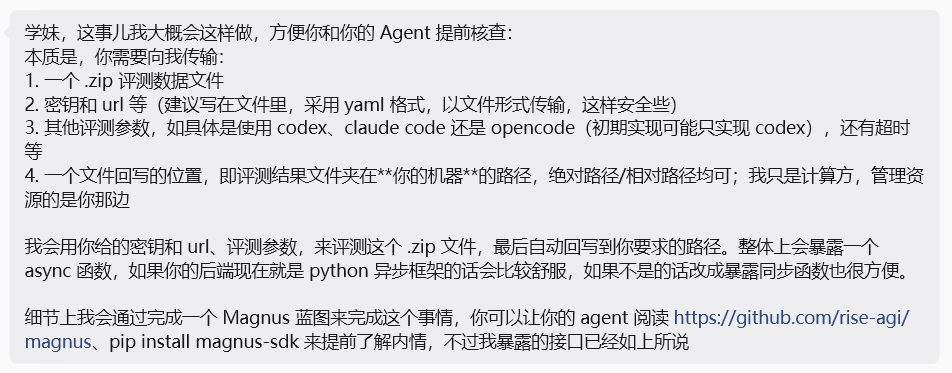 学妹，这事儿我大概会这样做，方便你和你的 Agent 提前核查：
本质是，你需要向我传输：
1. 一个 .zip 评测数据文件
2. 密钥和 url 等（建议写在文件里，采用 yaml 格式，以文件形式传输，这样安全些）
3. 其他评测参数，如具体是使用 codex、claude code 还是 opencode（初期实现可能只实现 codex），还有超时
等
4. 一个文件回写的位置，即评测结果文件夹在**你的机器**的路径，绝对路径/相对路径均可；我只是计算方，管理资
源的是你那边

我会用你给的密钥和 url、评测参数，来评测这个 .zip 文件，最后自动回写到你要求的路径。整体上会暴露一个
async 函数，如果你的后端现在就是 python 异步框架的话会比较舒服，如果不是的话改成暴露同步函数也很方便。

细节上我会通过完成一个 Magnus 蓝图来完成这个事情，你可以让你的 agent 阅读 https://github.com/rise-agi/
magnus、pip install magnus-sdk 来提前了解内情，不过我暴露的接口已经如上所说